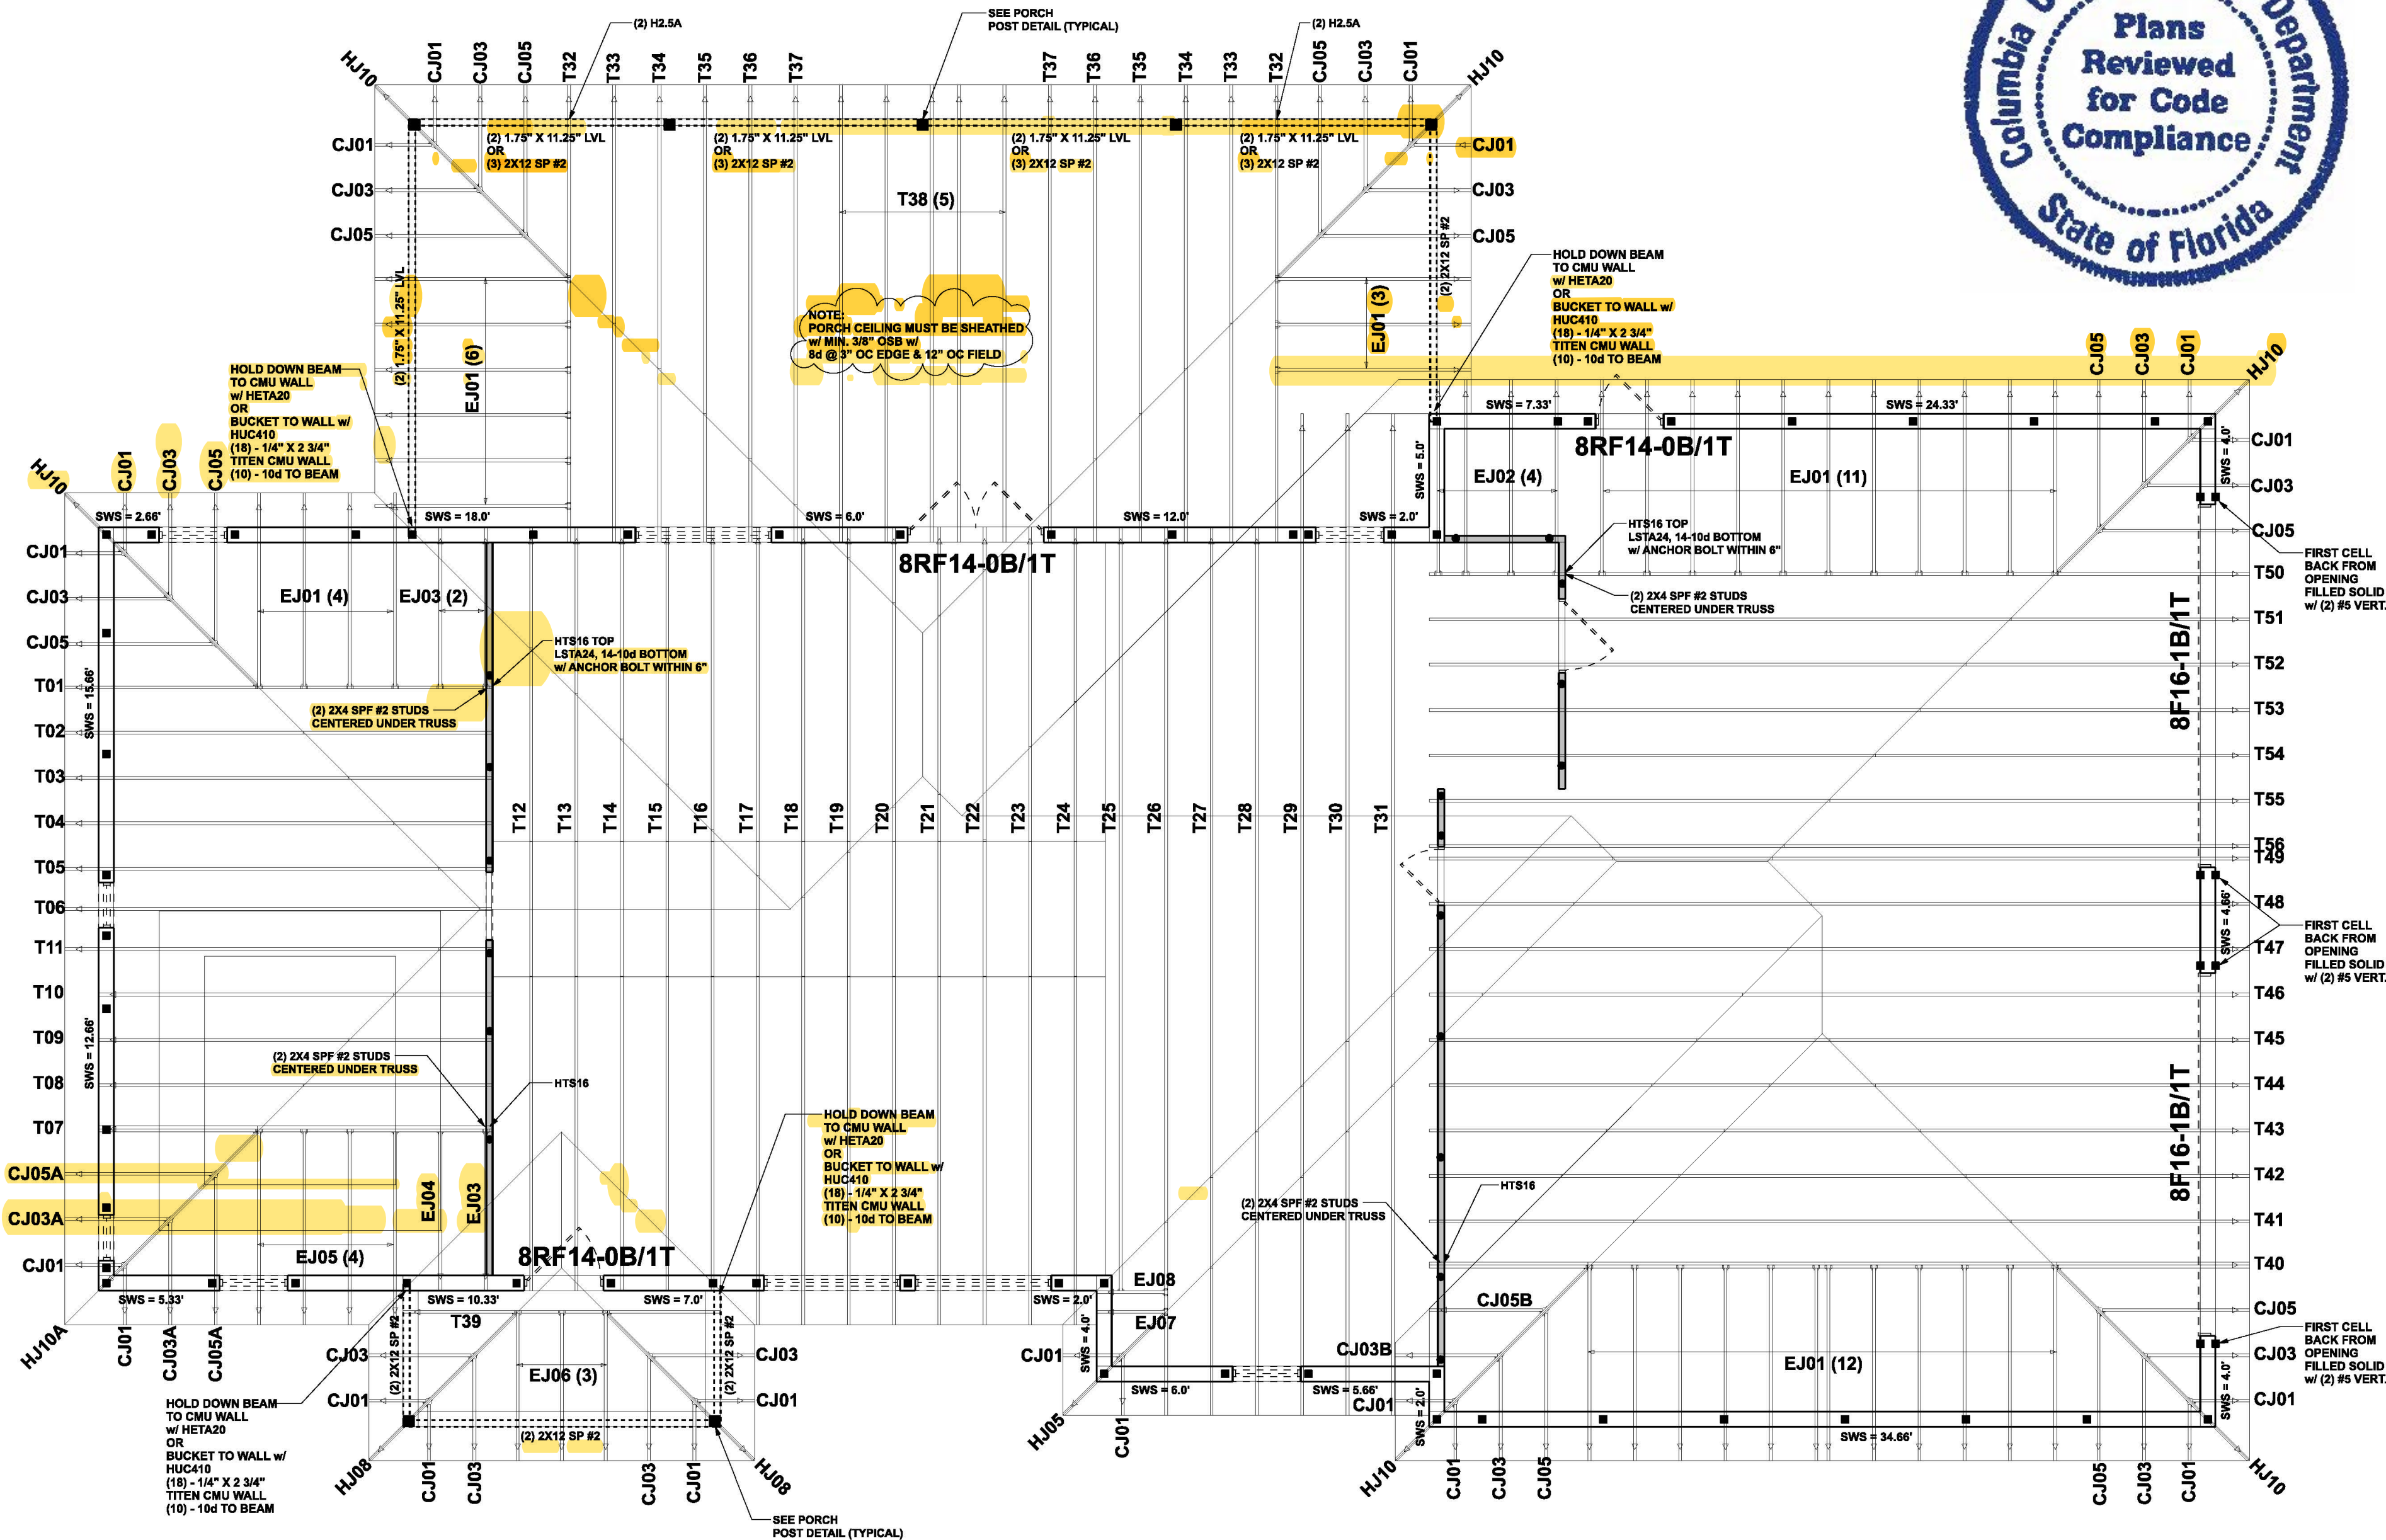 (2) H2.5A
SEE PORCH
POST DETAIL (TYPICAL)
(2) H2.5A
HJ10
CJ01
CJ03
CJ05
T32
T33
T34
T35
T36
T37
T37
T36
T35
T34
T33
T32
CJ05
CJ03
CJ01
HJ10
Columbia
Department
Plans
Reviewed
for Code
Compliance
State of Florida
(2) 1.75" X 11.25" LVL
OR
(3) 2X12 SP #2
(2) 1.75" X 11.25" LVL
OR
(3) 2X12 SP #2
(2) 1.75" X 11.25" LVL
OR
(3) 2X12 SP #2
(2) 1.75" X 11.25" LVL
OR
(3) 2X12 SP #2
CJ01
CJ03
CJ05
CJ01
CJ03
CJ05
T38 (5)
(2) 1.75" X 11.25" LVL
EJ01 (6)
(2) 2X12 SP #2
EJ01 (3)
NOTE:
PORCH CEILING MUST BE SHEATHED
w/ MIN. 3/8" OSB w/
8d @ 3" OC EDGE & 12" OC FIELD
HOLD DOWN BEAM
TO CMU WALL
w/ HETA20
OR
BUCKET TO WALL w/
HUC410
(18) - 1/4" X 2 3/4"
TITEN CMU WALL
(10) - 10d TO BEAM
HOLD DOWN BEAM
TO CMU WALL
w/ HETA20
OR
BUCKET TO WALL w/
HUC410
(18) - 1/4" X 2 3/4"
TITEN CMU WALL
(10) - 10d TO BEAM
CJ05
CJ03
CJ01
HJ10
HJ10
CJ01
CJ03
CJ05
SWS = 7.33'
SWS = 24.33'
8RF14-0B/1T
SWS = 5.0'
EJ02 (4)
EJ01 (11)
SWS = 4.0'
CJ01
CJ03
CJ05
SWS = 2.66'
SWS = 18.0'
SWS = 6.0'
SWS = 12.0'
SWS = 2.0'
8RF14-0B/1T
HTS16 TOP
LSTA24, 14-10d BOTTOM
w/ ANCHOR BOLT WITHIN 6"
(2) 2X4 SPF #2 STUDS
CENTERED UNDER TRUSS
FIRST CELL
BACK FROM
OPENING
FILLED SOLID
w/ (2) #5 VERT.
CJ01
CJ03
CJ05
EJ01 (4)
EJ03 (2)
HTS16 TOP
LSTA24, 14-10d BOTTOM
w/ ANCHOR BOLT WITHIN 6"
(2) 2X4 SPF #2 STUDS
CENTERED UNDER TRUSS
SWS = 15.66'
T01
T02
T03
T04
T05
T06
T11
T10
T09
T08
T07
T12
T13
T14
T15
T16
T17
T18
T19
T20
T21
T22
T23
T24
T25
T26
T27
T28
T29
T30
T31
T50
T51
T52
T53
T54
T55
T56
T49
T48
T47
T46
T45
T44
T43
T42
T41
T40
8F16-1B/1T
SWS = 4.66'
FIRST CELL
BACK FROM
OPENING
FILLED SOLID
w/ (2) #5 VERT.
8F16-1B/1T
SWS = 12.66'
(2) 2X4 SPF #2 STUDS
CENTERED UNDER TRUSS
HTS16
HOLD DOWN BEAM
TO CMU WALL
w/ HETA20
OR
BUCKET TO WALL w/
HUC410
(18) - 1/4" X 2 3/4"
TITEN CMU WALL
(10) - 10d TO BEAM
(2) 2X4 SPF #2 STUDS
CENTERED UNDER TRUSS
HTS16
CJ05A
CJ03A
CJ01
EJ04
EJ03
EJ05 (4)
8RF14-0B/1T
SWS = 5.33'
SWS = 10.33'
SWS = 7.0'
SWS = 2.0'
EJ08
EJ07
HJ10A
CJ01
CJ03A
CJ05A
T39
(2) 2X12 SP #2
(2) 2X12 SP #2
CJ03
CJ01
EJ06 (3)
CJ03
CJ01
(2) 2X12 SP #2
HJ08
CJ01
CJ03
CJ03
CJ01
HJ08
HOLD DOWN BEAM
TO CMU WALL
w/ HETA20
OR
BUCKET TO WALL w/
HUC410
(18) - 1/4" X 2 3/4"
TITEN CMU WALL
(10) - 10d TO BEAM
SEE PORCH
POST DETAIL (TYPICAL)
SWS = 4.0'
CJ01
HJ05
CJ01
SWS = 6.0'
SWS = 5.66'
CJ05B
CJ03B
CJ01
SWS = 2.0'
HJ10
CJ01
CJ03
CJ05
EJ01 (12)
SWS = 34.66'
CJ05
CJ03
CJ01
SWS = 4.0'
FIRST CELL
BACK FROM
OPENING
FILLED SOLID
w/ (2) #5 VERT.
CJ05
CJ03
CJ01
HJ10